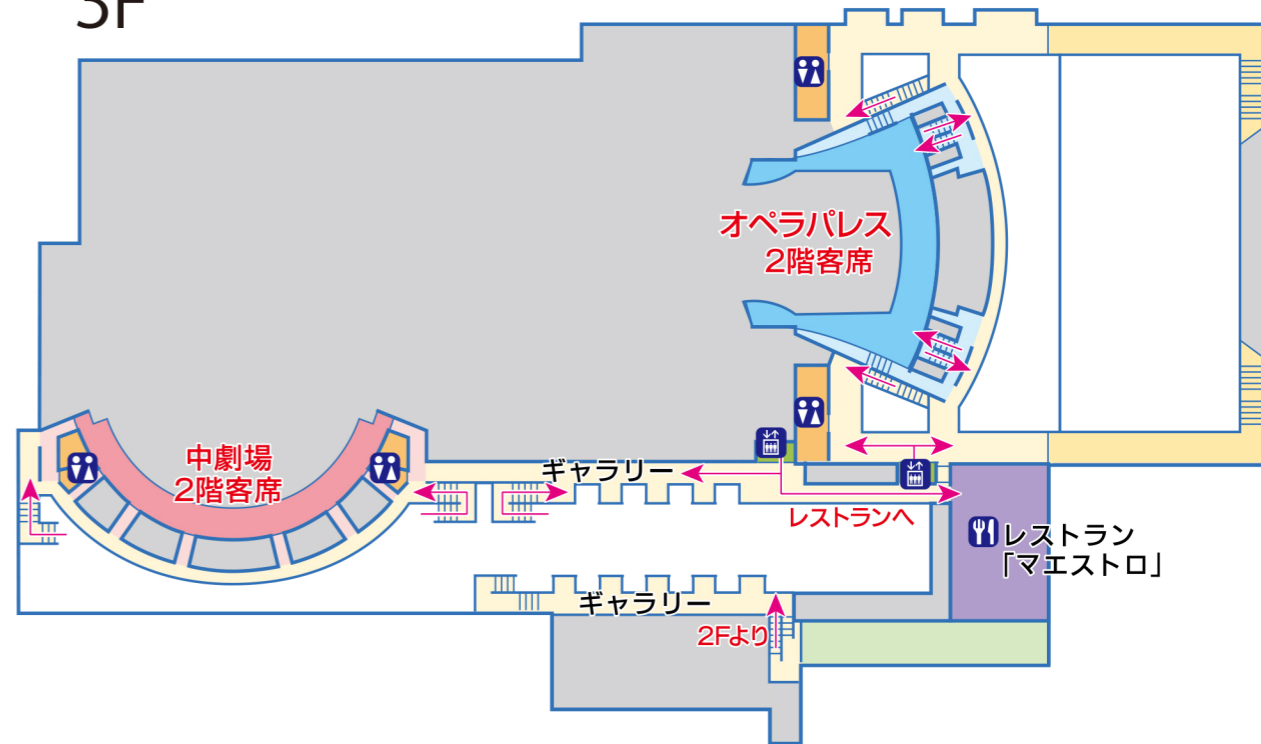 3F
オペラパレス
2階客席
中劇場
2階客席
ギャラリー
レストランへ
レストラン
「マエストロ」
ギャラリー
2Fより